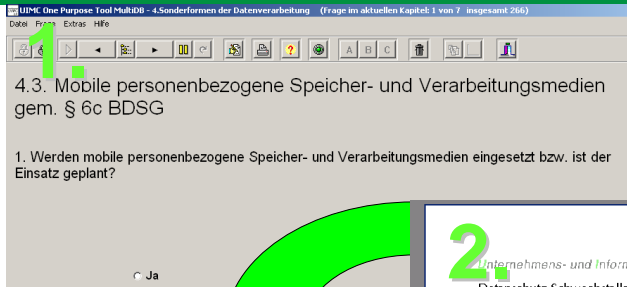 UIMC One Purpose Tool MultiDB - 4.Sonderformen der Datenverarbeitung (Frage im aktuellen Kapitel: 1 von 7 insgesamt 266)
Datei Frage Extras Hilfe
A B C
1.
4.3. Mobile personenbezogene Speicher- und Verarbeitungsmedien
gem. § 6c BDSG
1. Werden mobile personenbezogene Speicher- und Verarbeitungsmedien eingesetzt bzw. ist der
Einsatz geplant?
Ja
2.
Unternehmens- und Inform